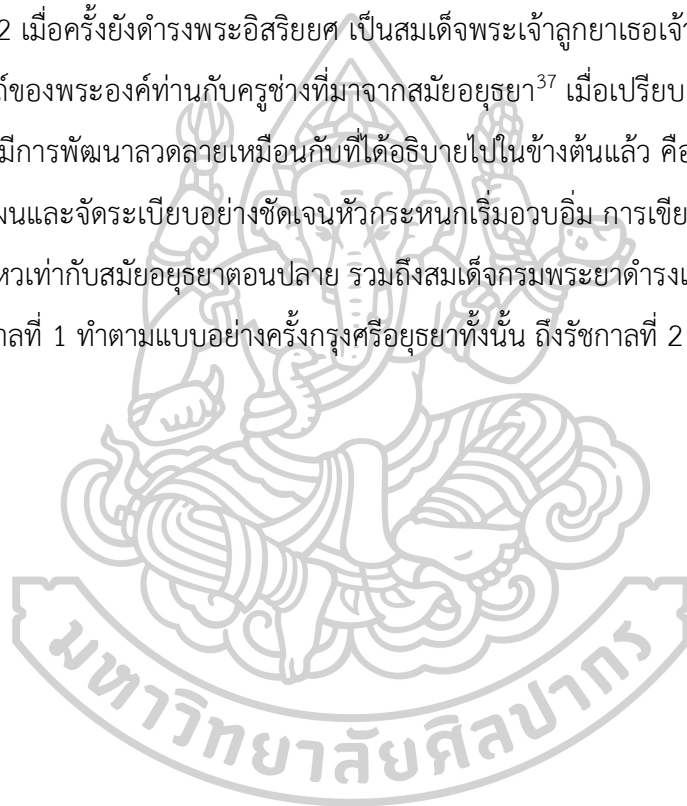 2 เมื่อครั้งยังดำรงพระอิสริยยศ เป็นสมเด็จพระเจ้าลูกยาเธอเจ้า
ของพระองค์ท่านกับครูช่างที่มาจากสมัยอยุธยา37 เมื่อเปรียบ
มีการพัฒนาลวดลายเหมือนกับที่ได้อธิบายไปในข้างต้นแล้ว คือ
และจัดระเบียบอย่างชัดเจนหัวกระหนกเริ่มอวบอิ่ม การเขีย
หวเท่ากับสมัยอยุธยาตอนปลาย รวมถึงสมเด็จกรมพระยาดำรง
าลที่ 1 ทำตามแบบอย่างครั้งกรุงศรีอยุธยาทั้งนั้น ถึงรัชกาลที่ 2
มหาวิทยาลัยศิลปากร